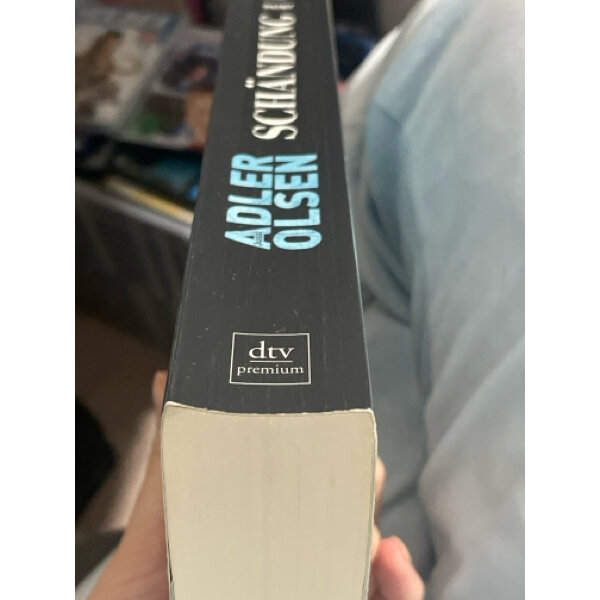 SCHÄNDUNG
ADLER
OLSEN
dtv
premium